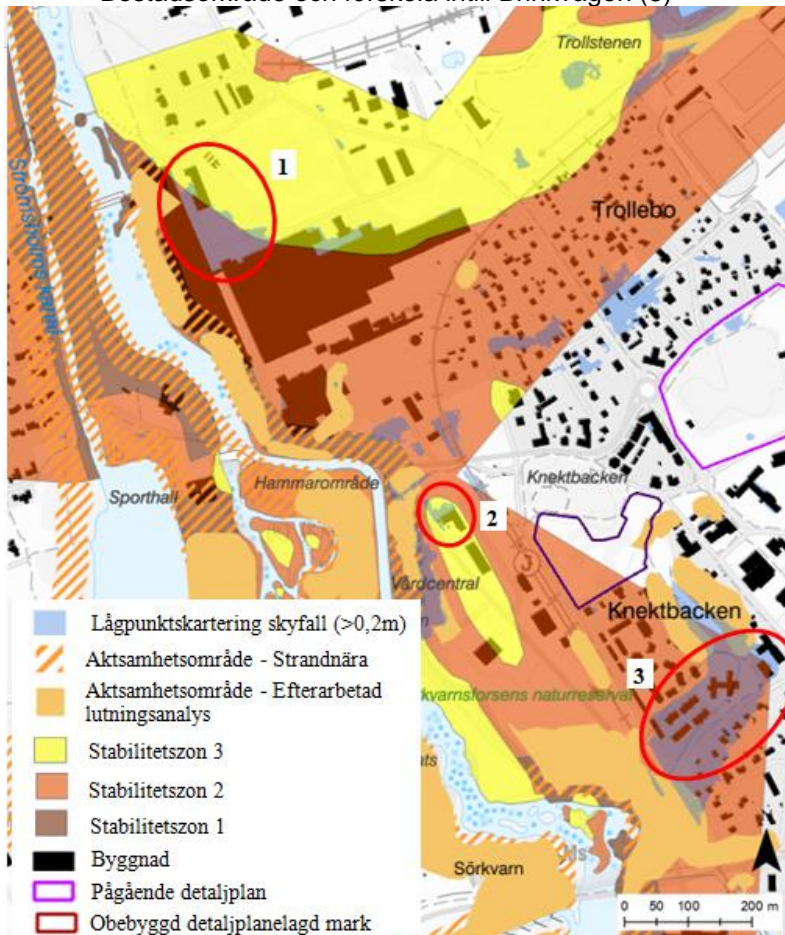 Trollstenen
1
Trollebo
Strömsholms kanal
Knektbacken
Sporthall
Hammarområde
2
Vårdcentral
Knektbacken
3
kvarnsforsens naturreservat
Lågpunktskartering skyfall (>0,2m)
Aktsamhetsområde - Strandnära
Aktsamhetsområde - Efterarbetad
lutningsanalys
Stabilitetszon 3
Stabilitetszon 2
Stabilitetszon 1
Byggnad
Pågående detaljplan
Obebyggd detaljplanelagd mark
Sörkvarn
0 50 100 200 m